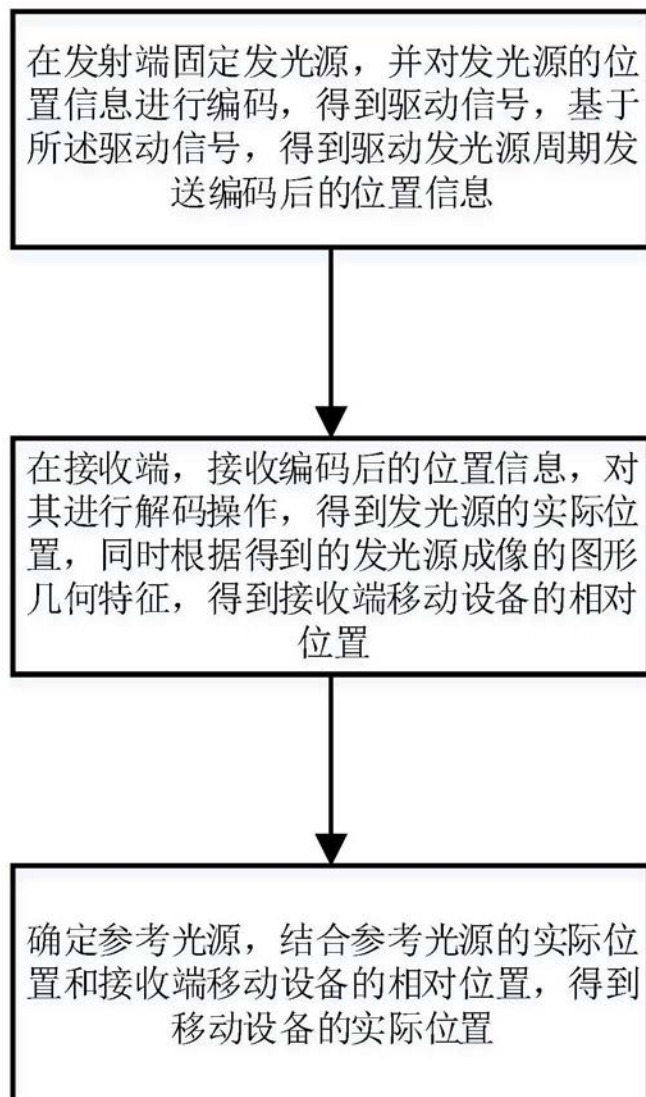 在发射端固定发光源，并对发光源的位
置信息进行编码，得到驱动信号，基于
所述驱动信号，得到驱动发光源周期发
送编码后的位置信息
在接收端，接收编码后的位置信息，对
其进行解码操作，得到发光源的实际位
置，同时根据得到的发光源成像的图形
几何特征，得到接收端移动设备的相对
位置
确定参考光源，结合参考光源的实际位
置和接收端移动设备的相对位置，得到
移动设备的实际位置